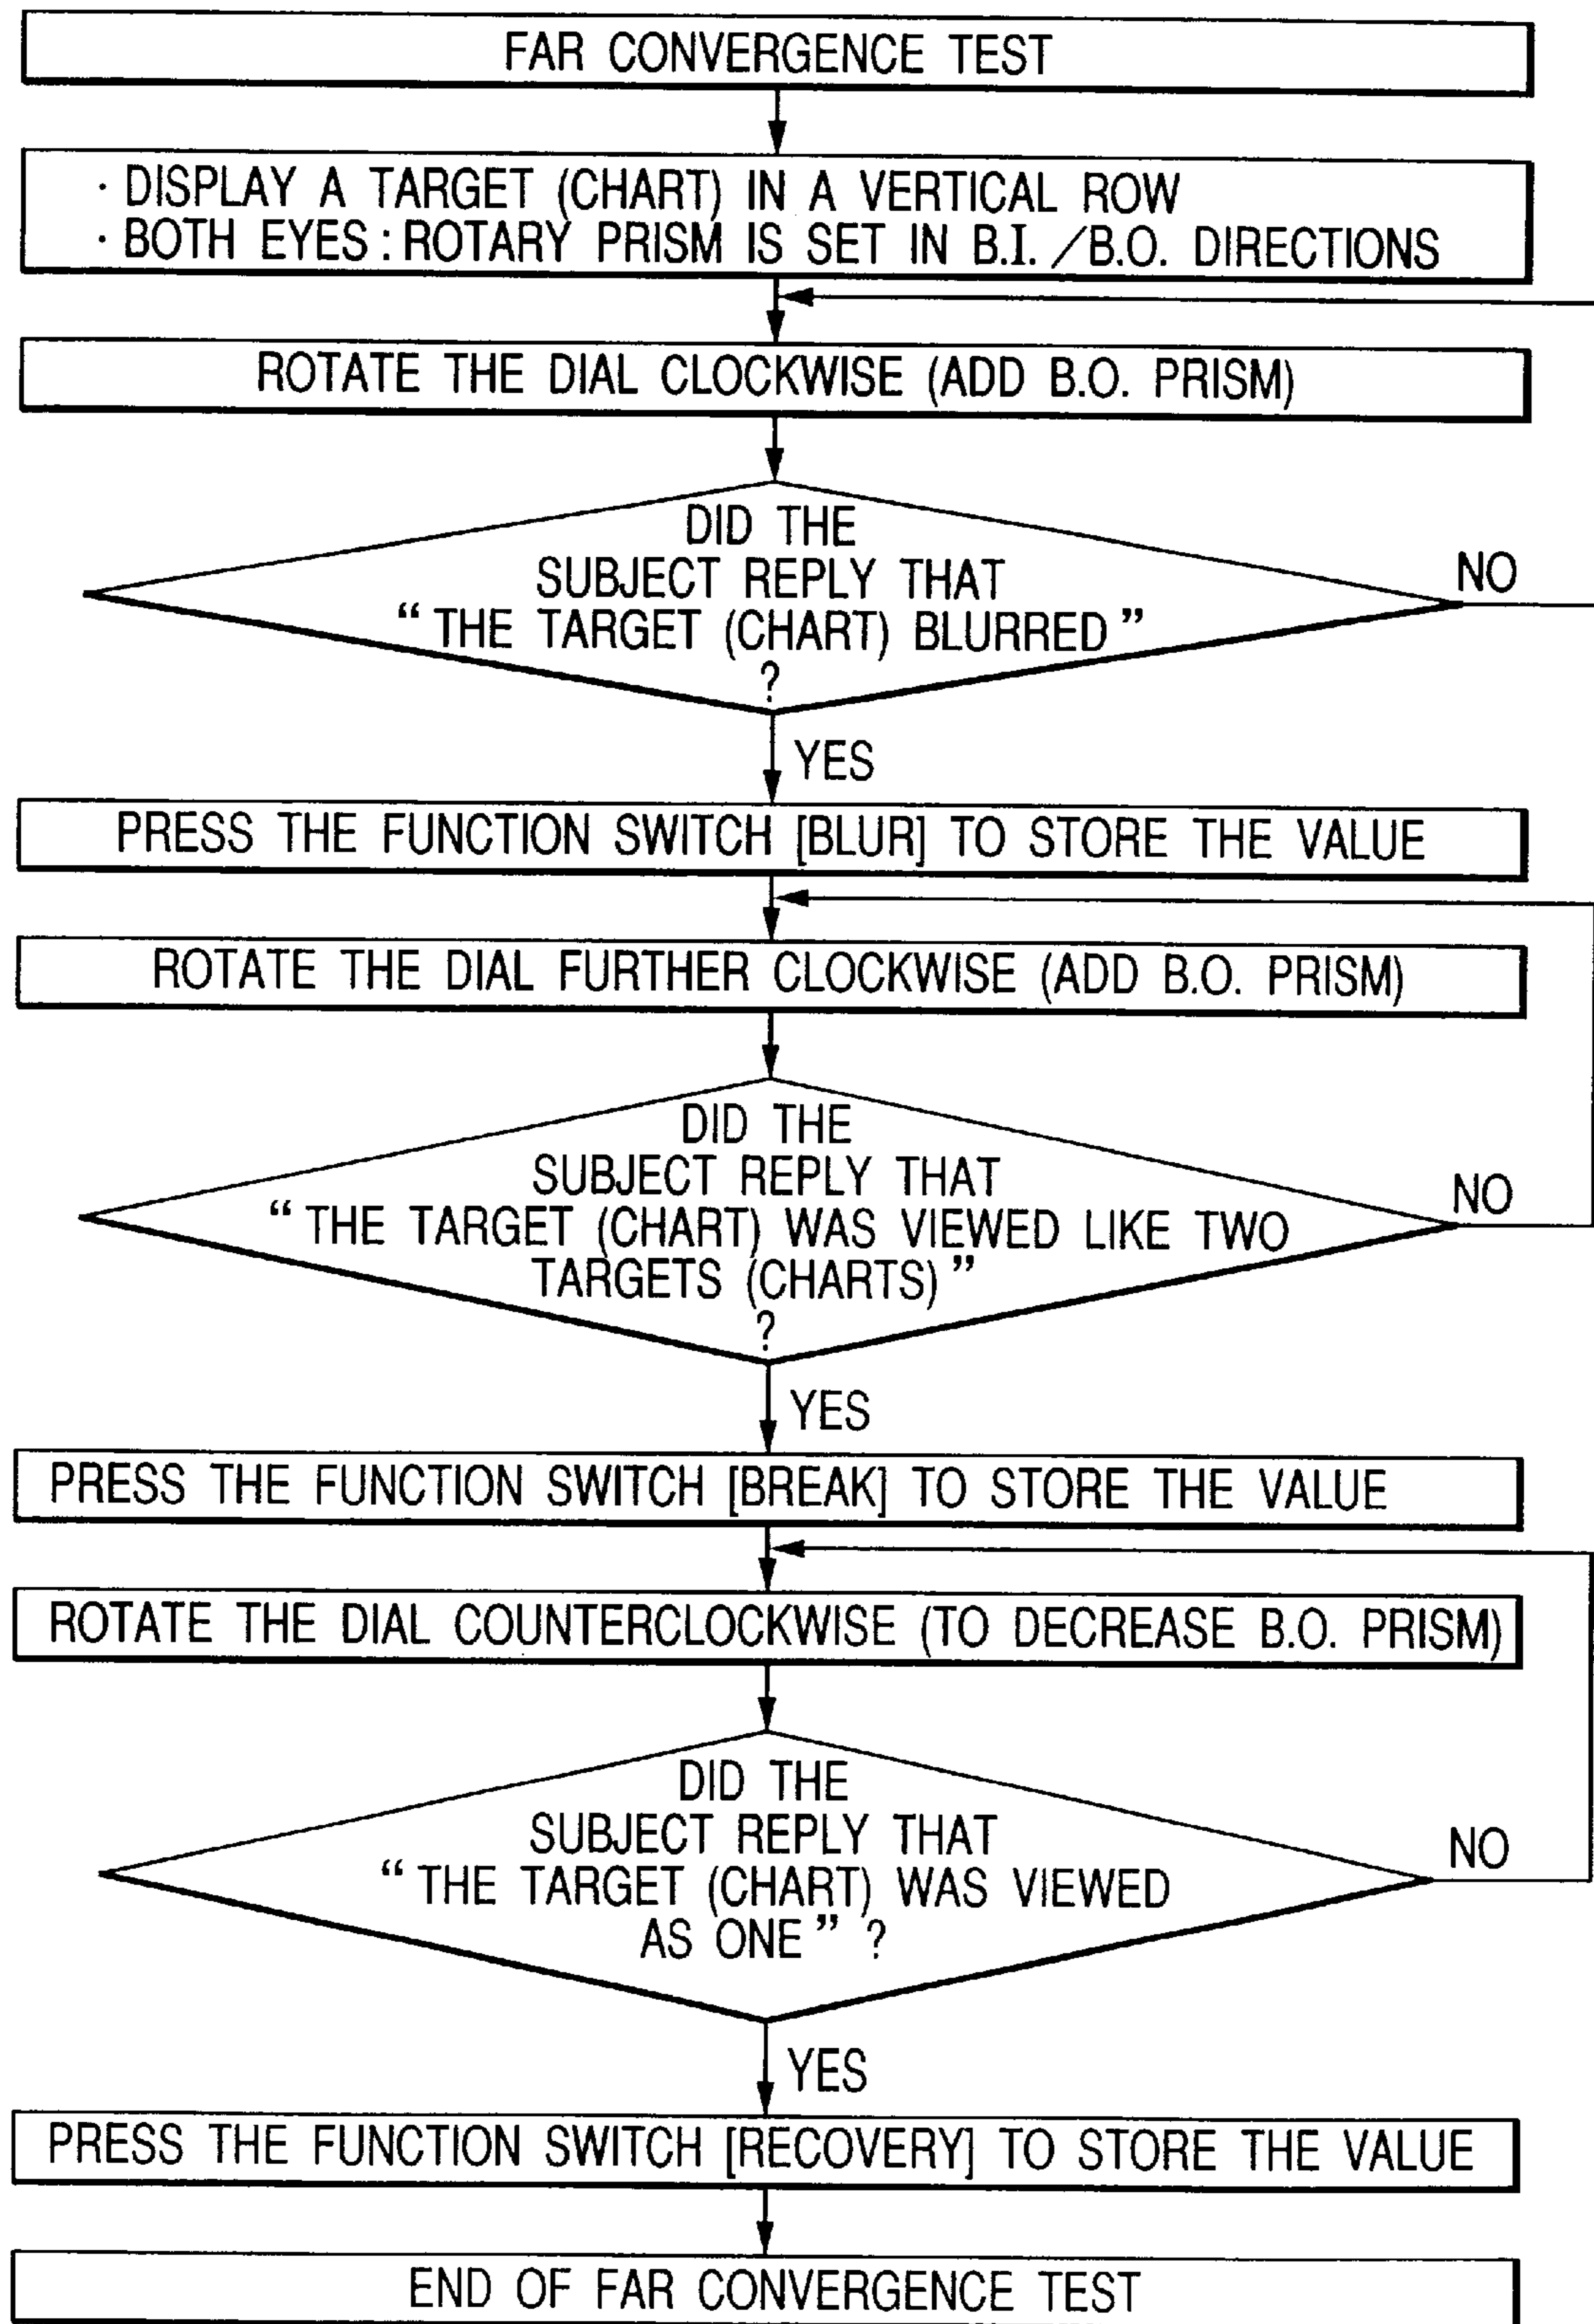 FAR CONVERGENCE TEST
· DISPLAY A TARGET (CHART) IN A VERTICAL ROW
· BOTH EYES : ROTARY PRISM IS SET IN B.I. /B.O. DIRECTIONS
ROTATE THE DIAL CLOCKWISE (ADD B.O. PRISM)
DID THE
SUBJECT REPLY THAT
“ THE TARGET (CHART) BLURRED ”
?
NO
YES
PRESS THE FUNCTION SWITCH [BLUR] TO STORE THE VALUE
ROTATE THE DIAL FURTHER CLOCKWISE (ADD B.O. PRISM)
DID THE
SUBJECT REPLY THAT
“ THE TARGET (CHART) WAS VIEWED LIKE TWO
TARGETS (CHARTS) ”
?
NO
YES
PRESS THE FUNCTION SWITCH [BREAK] TO STORE THE VALUE
ROTATE THE DIAL COUNTERCLOCKWISE (TO DECREASE B.O. PRISM)
DID THE
SUBJECT REPLY THAT
“ THE TARGET (CHART) WAS VIEWED
AS ONE ” ?
NO
YES
PRESS THE FUNCTION SWITCH [RECOVERY] TO STORE THE VALUE
END OF FAR CONVERGENCE TEST